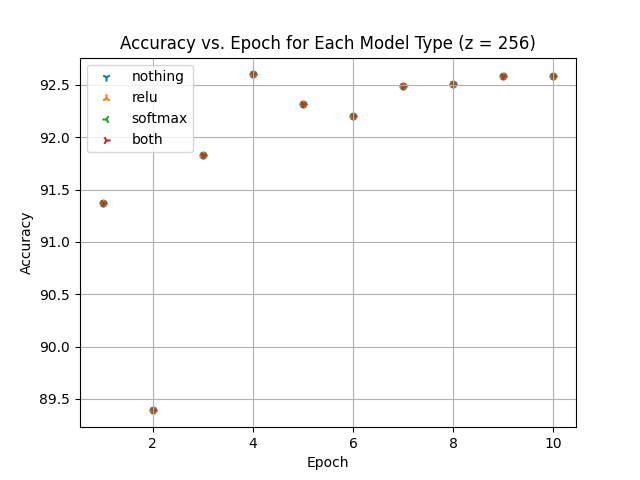 Accuracy vs. Epoch for Each Model Type (z = 256)
nothing
relu
softmax
both
92.5
92.0
91.5
91.0
90.5
90.0
89.5
Accuracy
2 4 6 8 10
Epoch